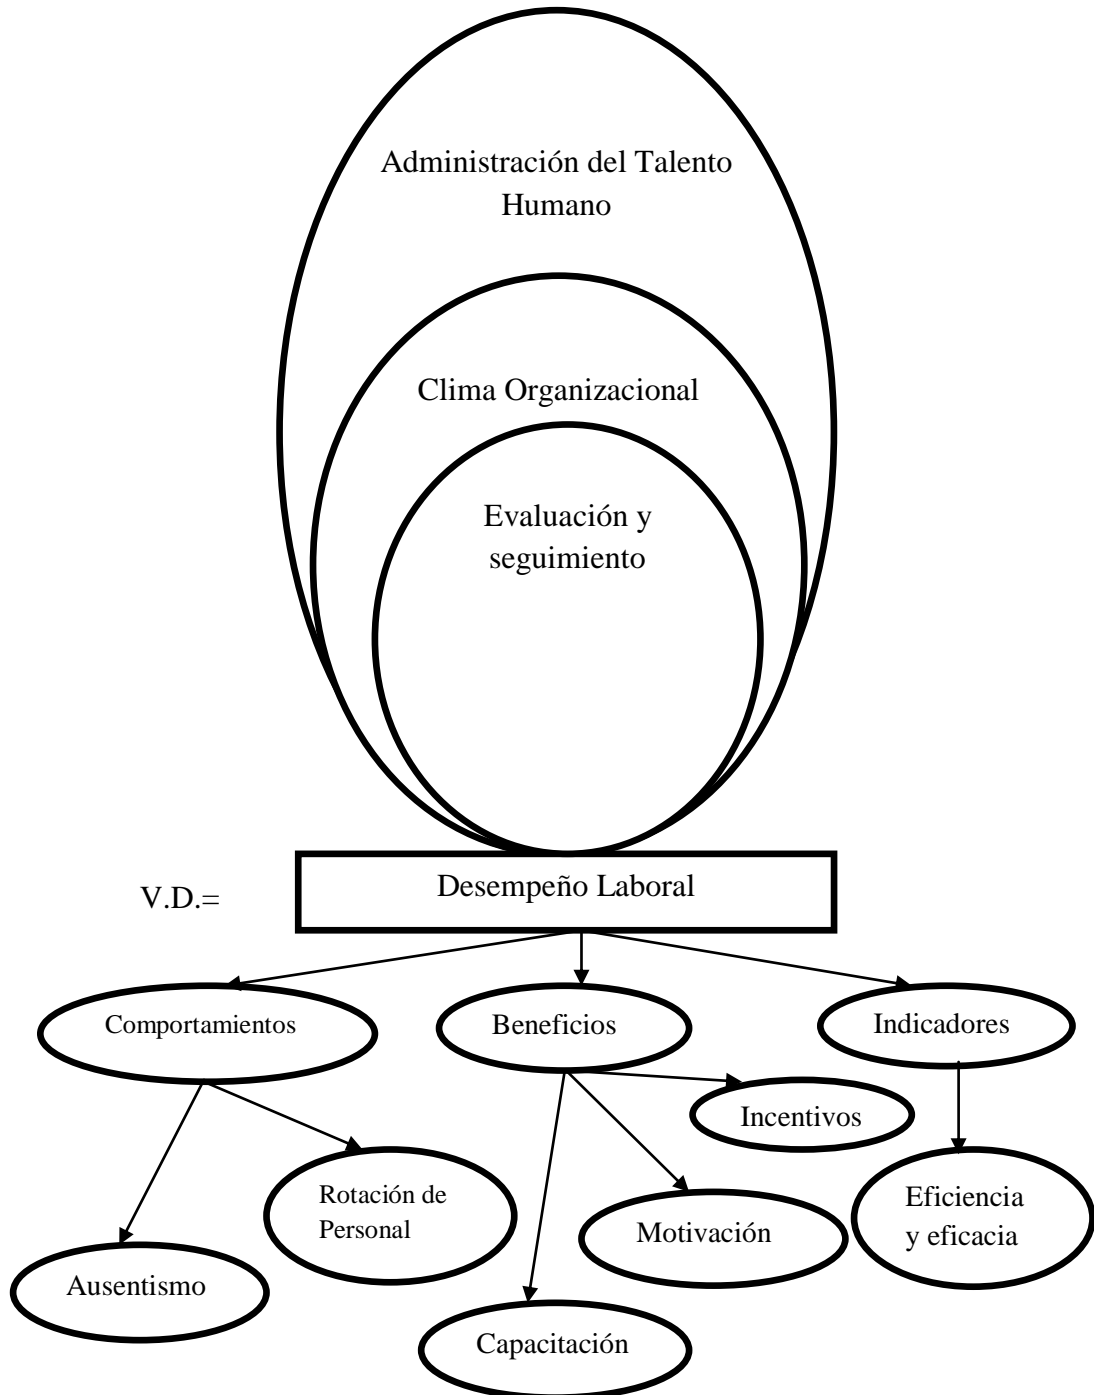 Administración del Talento
Humano
Clima Organizacional
Evaluación y
seguimiento
V.D.=
Desempeño Laboral
Comportamientos
Beneficios
Indicadores
Incentivos
Rotación de
Personal
Motivación
Eficiencia
y eficacia
Ausentismo
Capacitación